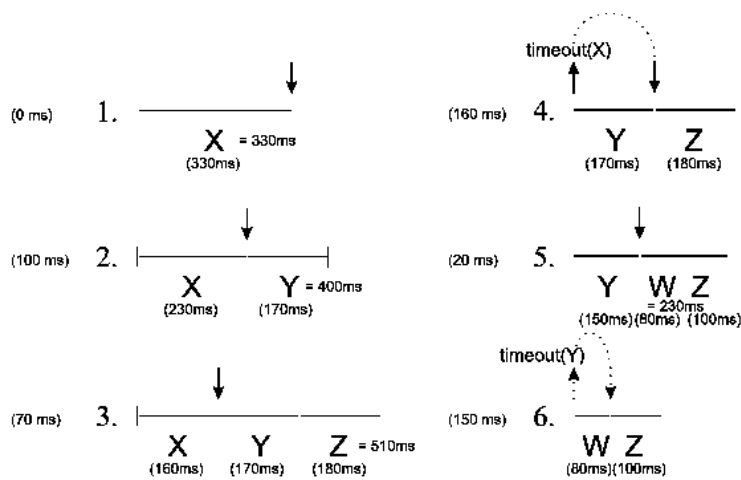 (0 ms) 1.
X = 330ms
(330ms)
(100 ms) 2.
X Y = 400ms
(230ms) (170ms)
(70 ms) 3.
X Y Z = 510ms
(160ms) (170ms) (180ms)
timeout(X)
(160 ms) 4.
Y Z
(170ms) (180ms)
(20 ms) 5.
Y W Z
= 230ms
(150ms)(80ms) (100ms)
timeout(Y)
(150 ms) 6.
W Z
(80ms)(100ms)